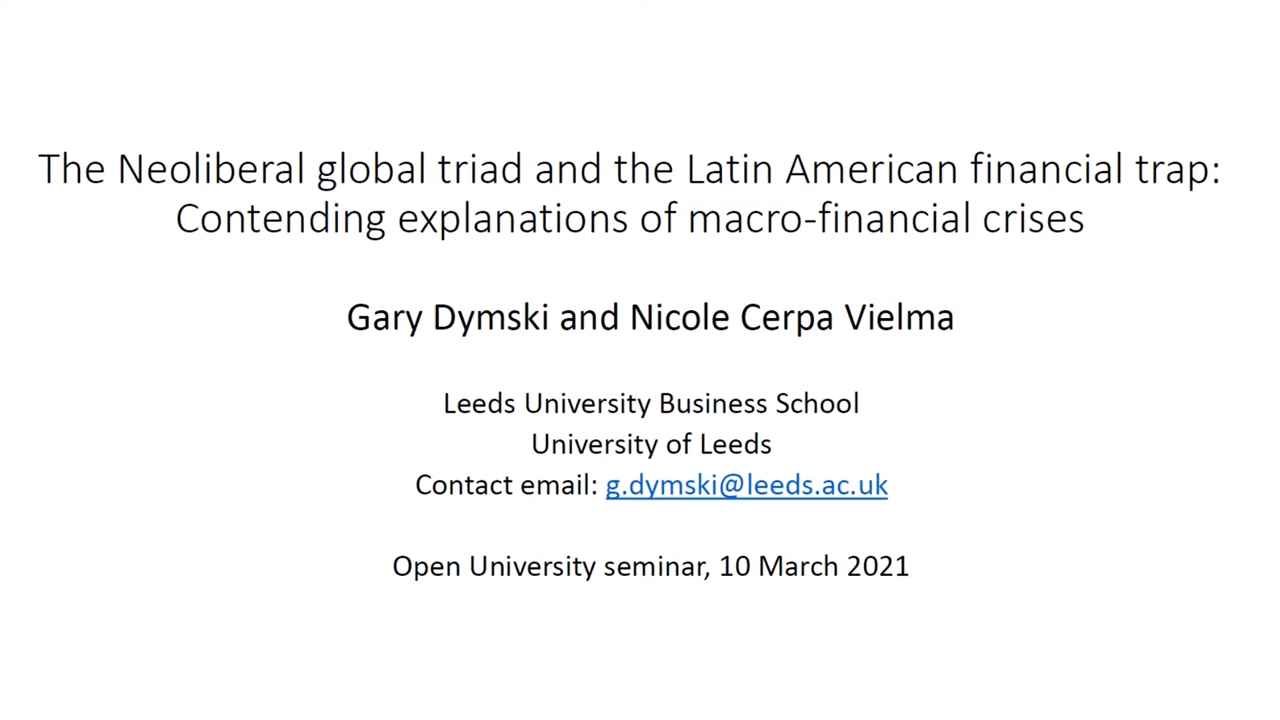 The Neoliberal global triad and the Latin American financial trap:
Contending explanations of macro-financial crises
Gary Dymski and Nicole Cerpa Vielma
Leeds University Business School
University of Leeds
Contact email: g.dymski@leeds.ac.uk
Open University seminar, 10 March 2021